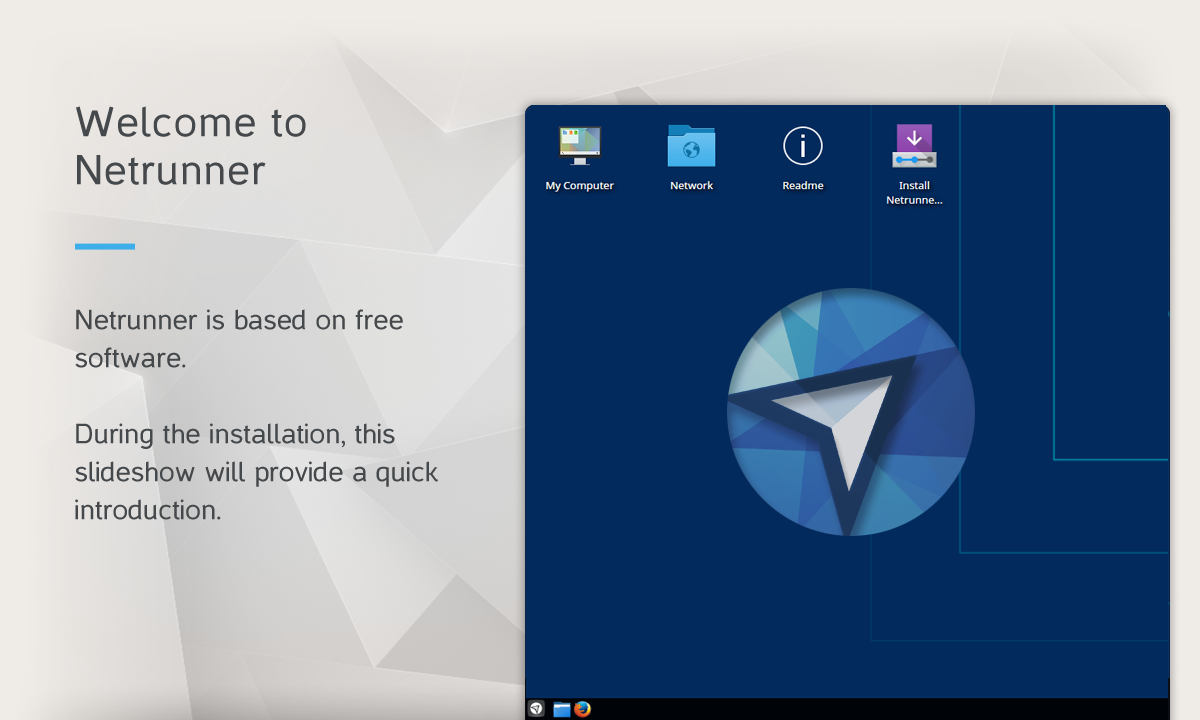 Welcome to
Netrunner
Netrunner is based on free
software.
During the installation, this
slideshow will provide a quick
introduction.
My Computer
Network
Readme
Install
Netrunne...